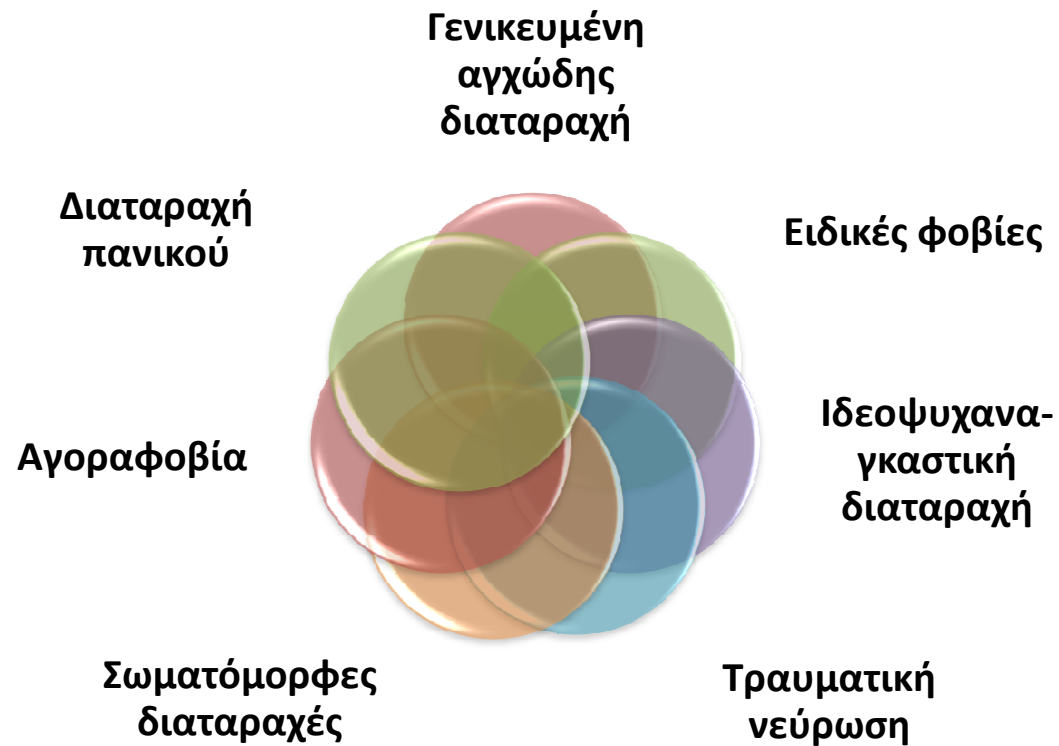 Γενικευμένη
αγχώδης
διαταραχή
Διαταραχή
πανικού
Ειδικές φοβίες
Αγοραφοβία
Ιδεοψυχανα-
γκαστική
διαταραχή
Σωματόμορφες
διαταραχές
Τραυματική
νεύρωση